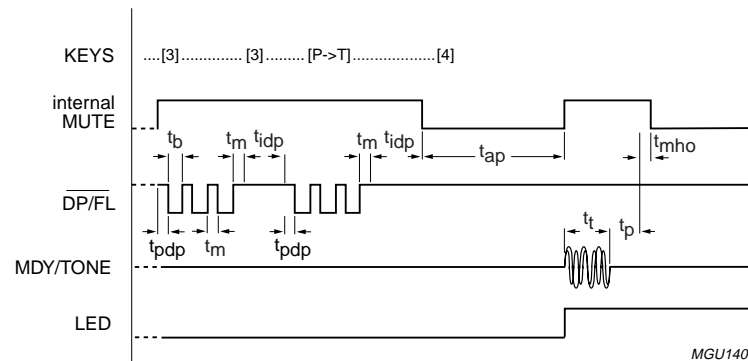 KEYS ....[3].............. [3] .........[P->T]................... [4]
internal
MUTE
tb tm tidp tm tidp tap tmho
DP/FL
tpdp tm tpdp tt tp
MDY/TONE
LED
MGU140